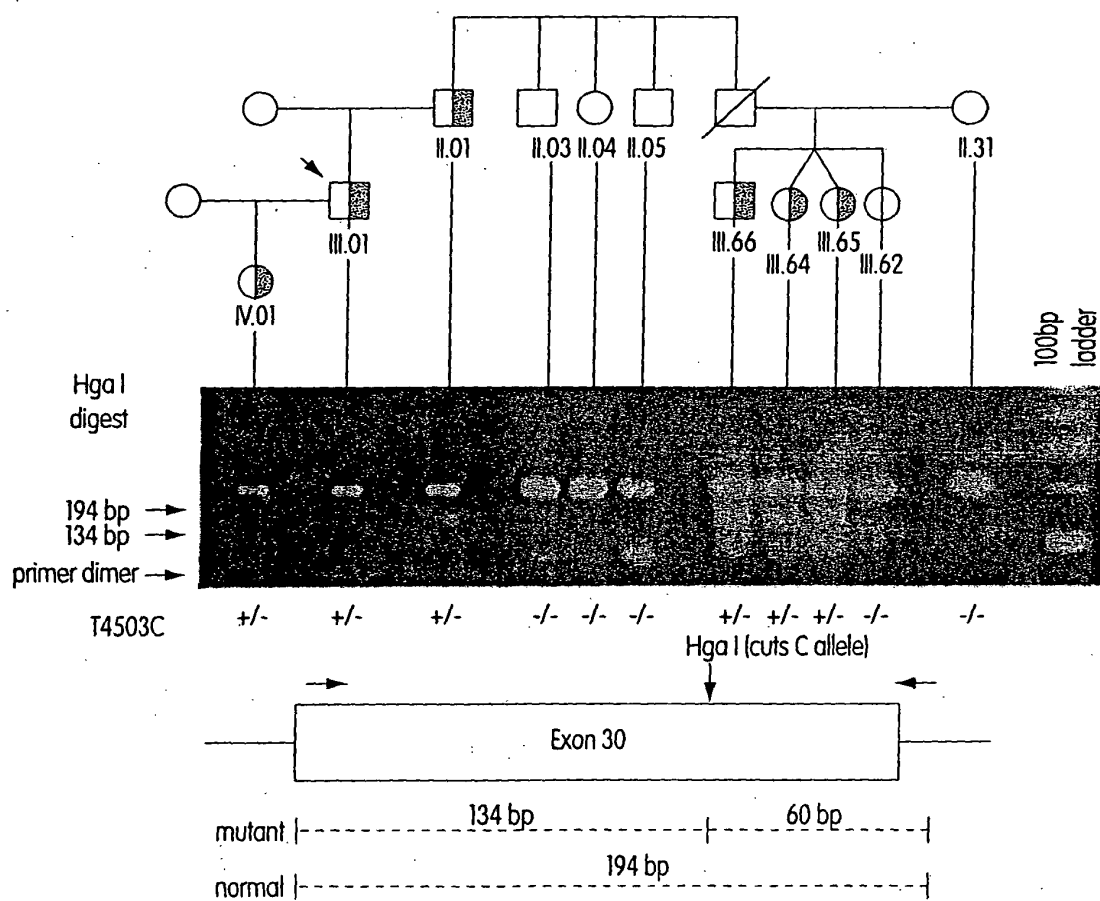 II.01
II.03
II.04
II.05
II.31
III.01
III.66
III.64
III.65
III.62
IV.01
100bp
ladder
Hga I
digest
194 bp
134 bp
primer dimer
T4503C
+/- +/- +/- -/- -/- -/- +/- +/- +/- -/- -/-
Hga I (cuts C allele)
Exon 30
mutant
134 bp
60 bp
normal
194 bp